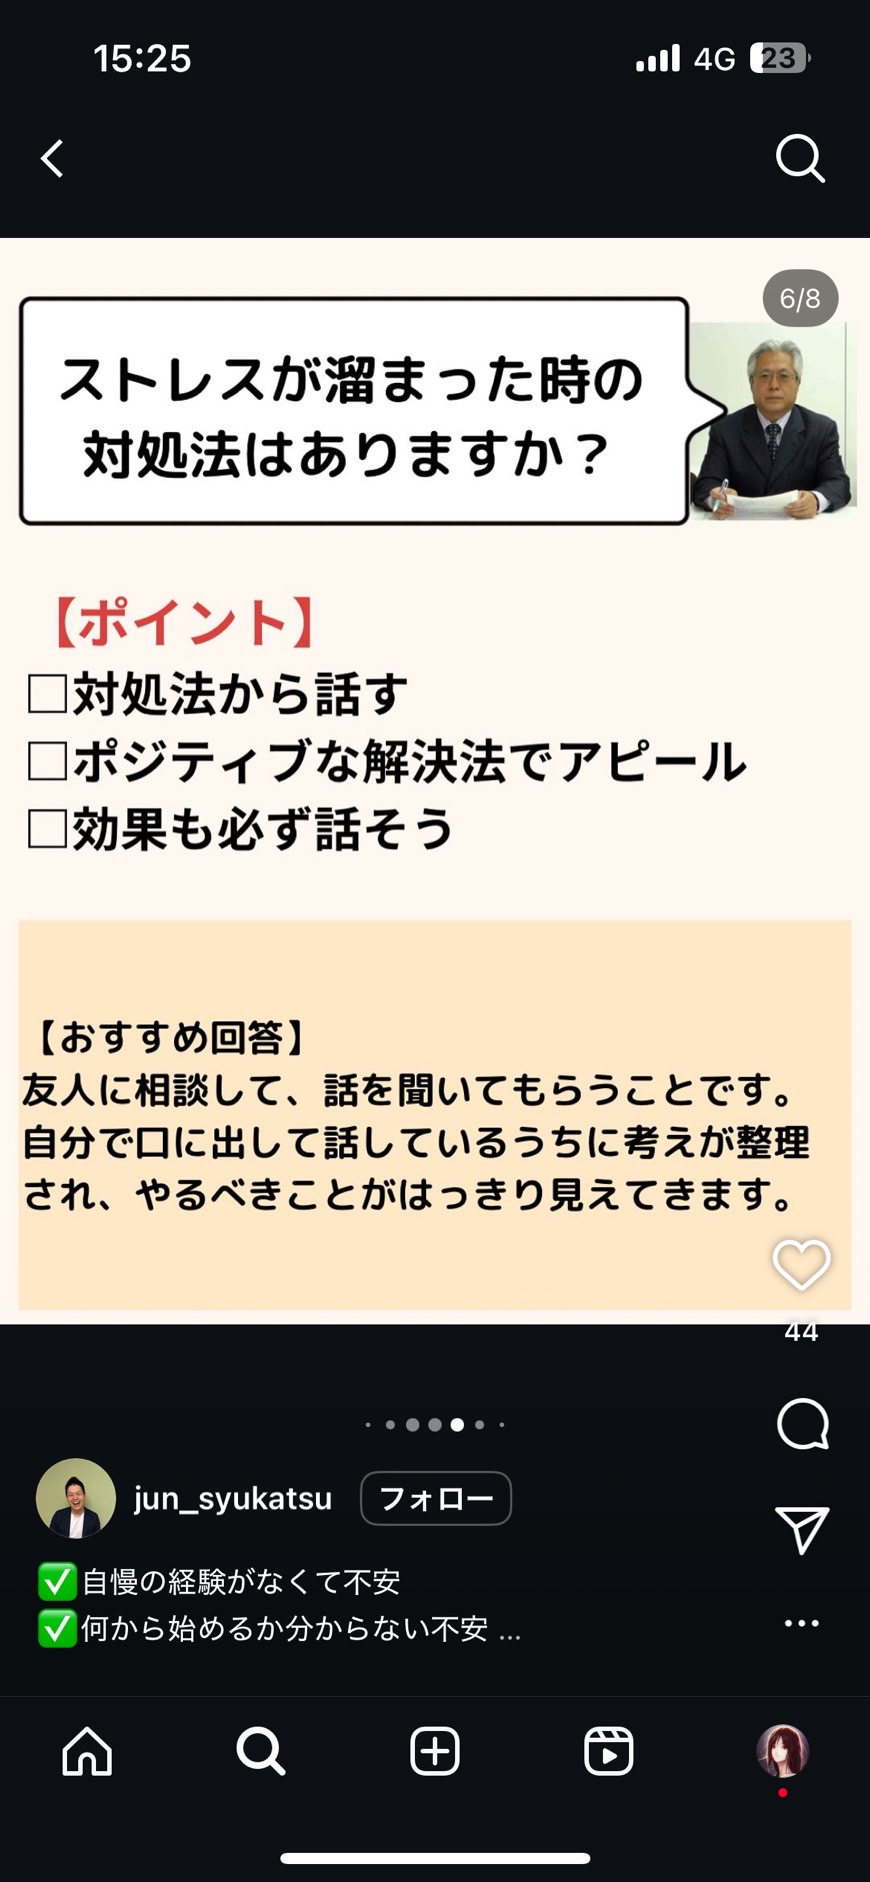 15:25
4G 23
6/8
ストレスが溜まった時の
対処法はありますか？
【ポイント】
□対処法から話す
□ポジティブな解決法でアピール
□効果も必ず話そう
【おすすめ回答】
友人に相談して、話を聞いてもらうことです。
自分で口に出して話しているうちに考えが整理
され、やるべきことがはっきり見えてきます。
44
jun_syukatsu フォロー
✅自慢の経験がなくて不安
✅何から始めるか分からない不安 ...